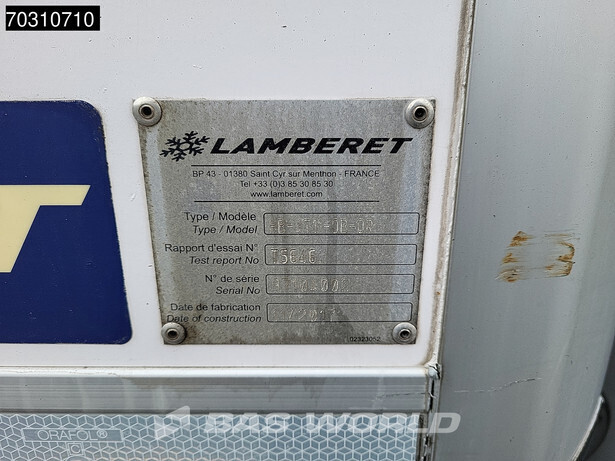 70310710
LAMBERET
BP 43 - 01380 Saint Cyr sur Menthon - FRANCE
Tel +33 (0)3 85 30 85 30
www.lamberet.com
Type / Modèle
Type / Model
Rapport d'essai N°
Test report No
N° de série
Serial No
Date de fabrication
Date of construction
02323052
BAS WORLD
ORAFOL®
T